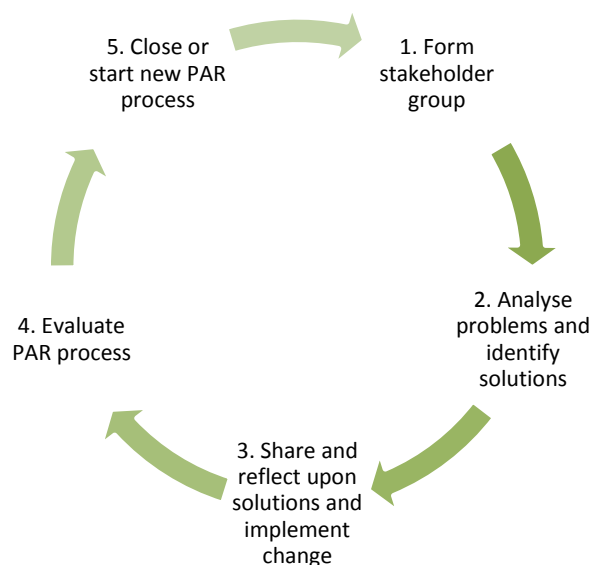 1. Form
stakeholder
group
2. Analyse
problems and
identify
solutions
3. Share and
reflect upon
solutions and
implement
change
4. Evaluate
PAR process
5. Close or
start new PAR
process